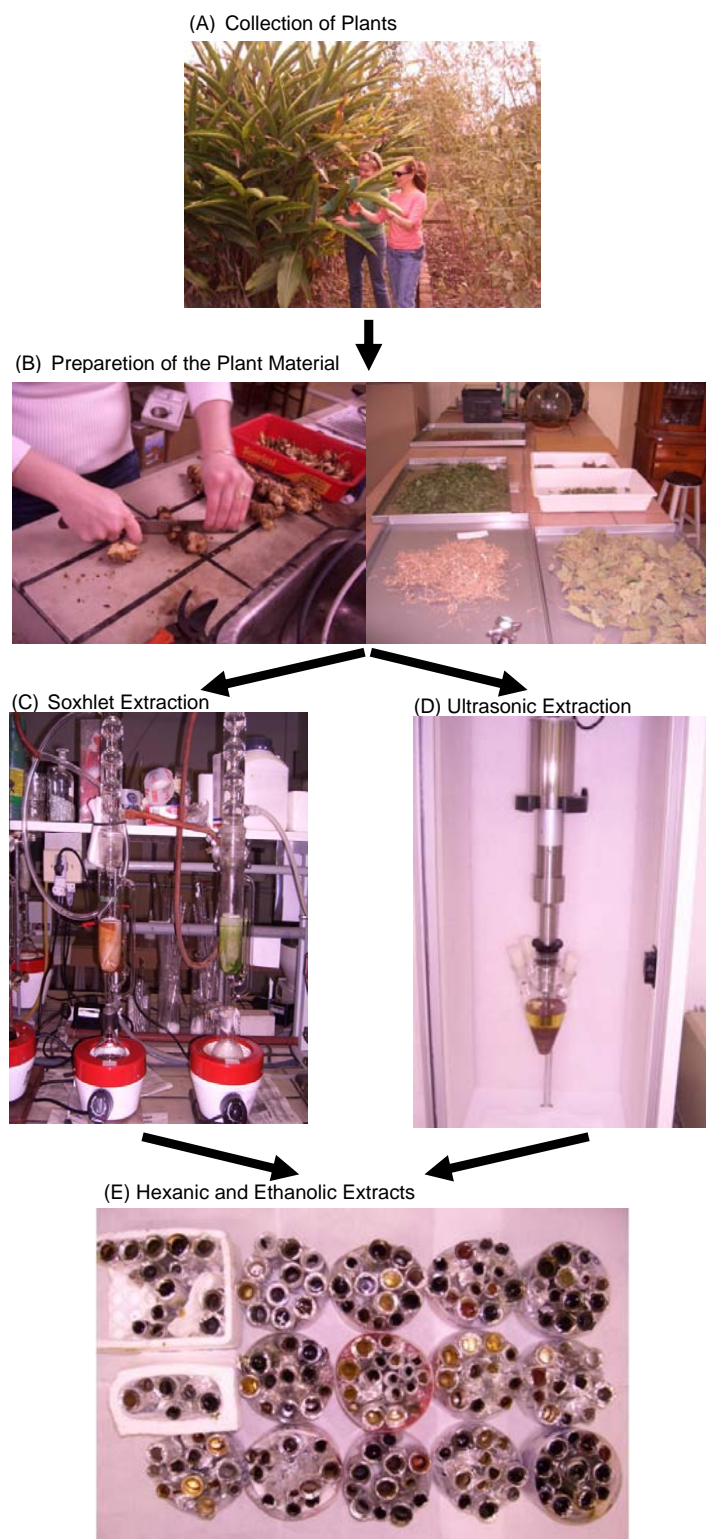 (A) Collection of Plants
(B) Preparetion of the Plant Material
(C) Soxhlet Extraction
(D) Ultrasonic Extraction
(E) Hexanic and Ethanolic Extracts